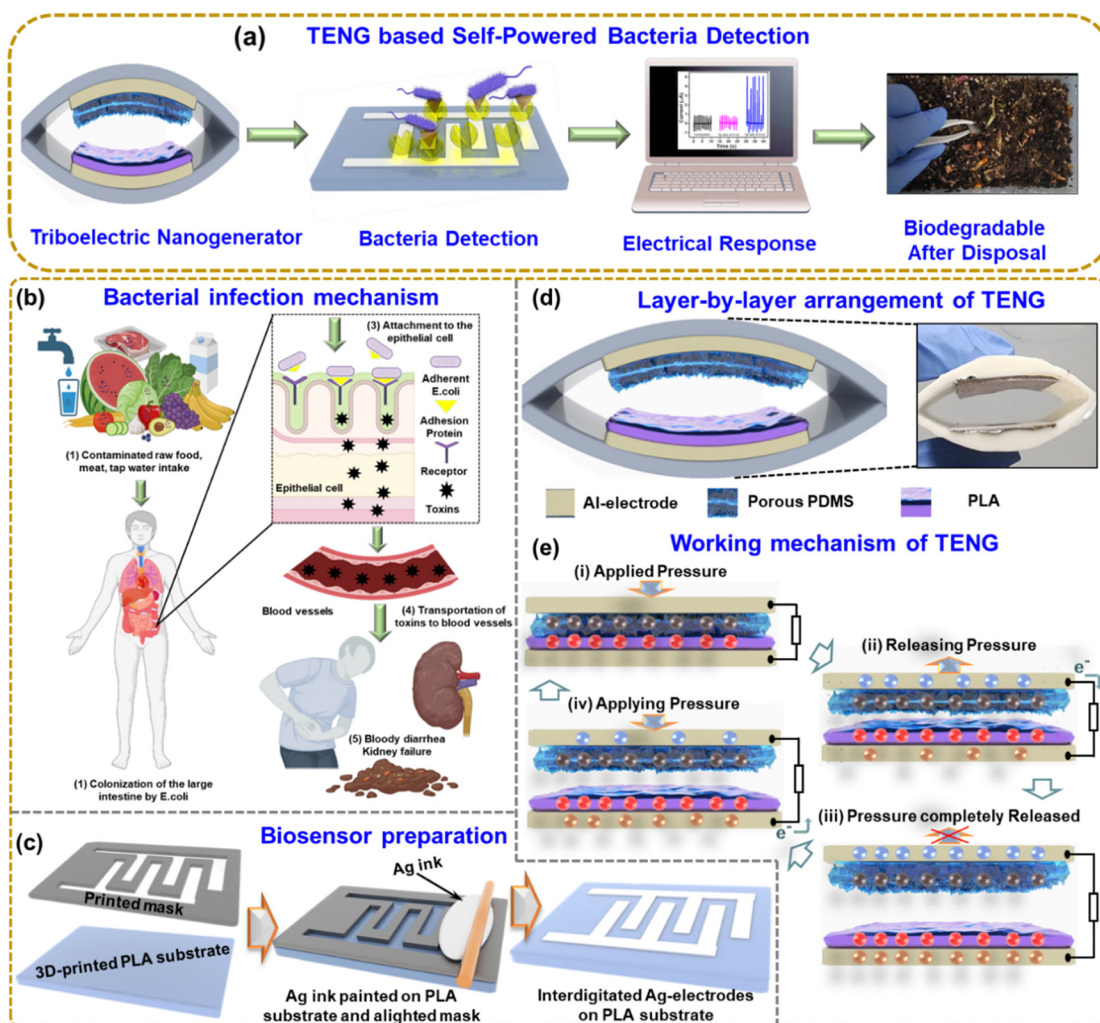 (a) TENG based Self-Powered Bacteria Detection
Current (μA)
Time (s)
Triboelectric Nanogenerator
Bacteria Detection
Electrical Response
Biodegradable
After Disposal
(b) Bacterial infection mechanism
(1) Contaminated raw food,
meat, tap water intake
(3) Attachment to the
epithelial cell
Adherent
E.coli
Adhesion
Protein
Receptor
Toxins
Epithelial cell
Blood vessels
(4) Transportation of
toxins to blood vessels
(5) Bloody diarrhea
Kidney failure
(1) Colonization of the large
intestine by E.coli
(c) Biosensor preparation
Printed mask
3D-printed PLA substrate
Ag ink
Ag ink painted on PLA
substrate and alighted mask
Interdigitated Ag-electrodes
on PLA substrate
(d) Layer-by-layer arrangement of TENG
Al-electrode
Porous PDMS
PLA
(e) Working mechanism of TENG
(i) Applied Pressure
(ii) Releasing Pressure
e-
(iii) Pressure completely Released
(iv) Applying Pressure
e-